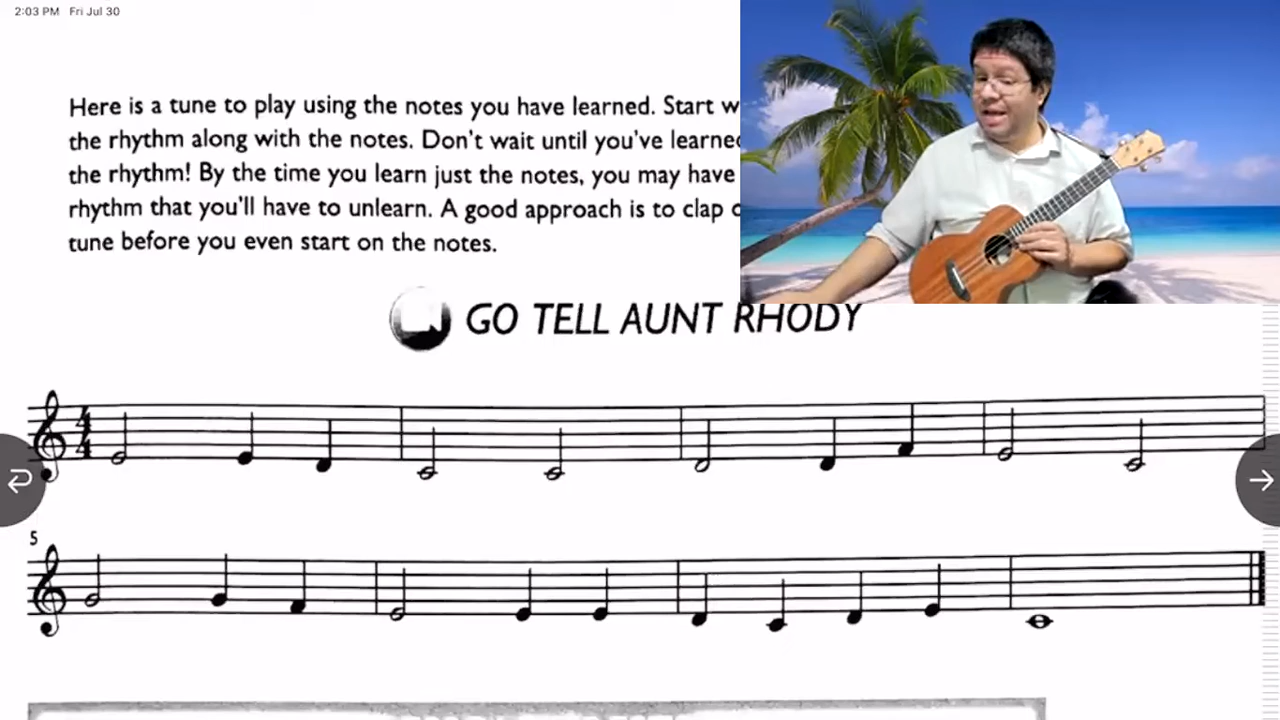 2:03 PM Fri Jul 30
Here is a tune to play using the notes you have learned. Start
the rhythm along with the notes. Don't wait until you've
the rhythm! By the time you learn just the notes, you may have
rhythm that you'll have to unlearn. A good approach is to clap
tune before you even start on the notes.
GO TELL AUNT RHODY
4
4
5